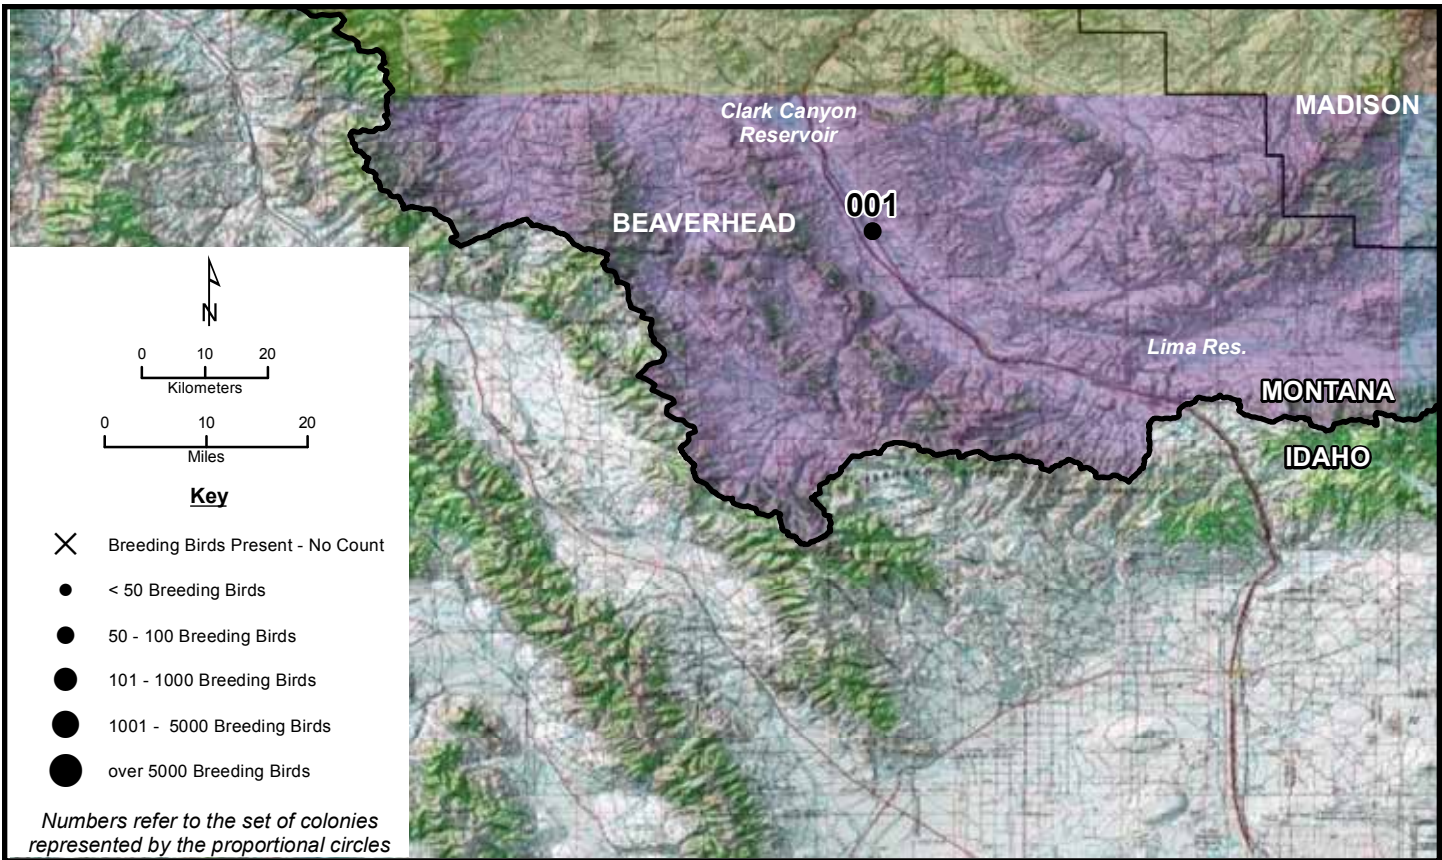 MADISON
Clark Canyon
Reservoir
001
BEAVERHEAD
Lima Res.
MONTANA
IDAHO
N
0 10 20
Kilometers
0 10 20
Miles
Key
Breeding Birds Present - No Count
< 50 Breeding Birds
50 - 100 Breeding Birds
101 - 1000 Breeding Birds
1001 - 5000 Breeding Birds
over 5000 Breeding Birds
Numbers refer to the set of colonies
represented by the proportional circles